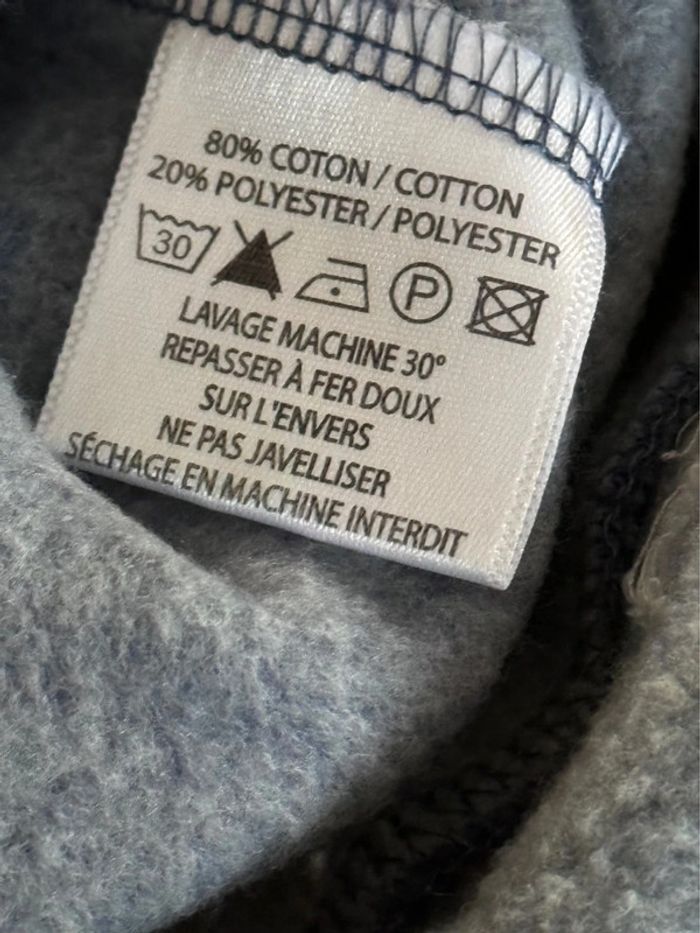 80% COTON / COTTON
20% POLYESTER / POLYESTER
30 P
LAVAGE MACHINE 30°
REPASSER À FER DOUX
SUR L'ENVERS
NE PAS JAVELLISER
SÉCHAGE EN MACHINE INTERDIT